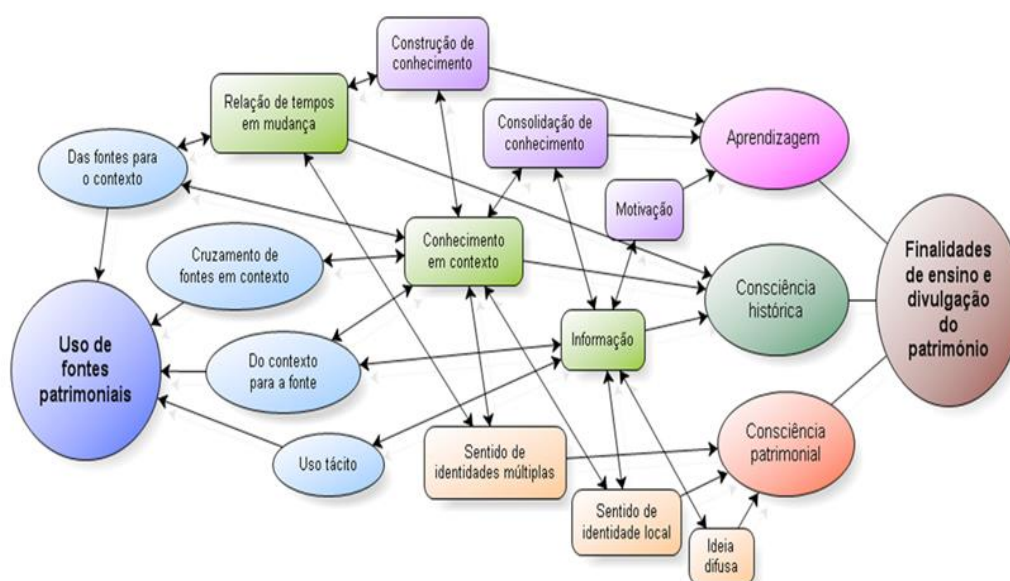 Construção de
conhecimento
Relação de tempos
em mudança
Consolidação de
conhecimento
Aprendizagem
Das fontes para
o contexto
Motivação
Conhecimento
em contexto
Cruzamento de
fontes em contexto
Finalidades
de ensino e
divulgação
do
património
Consciência
histórica
Uso de
fontes
patrimoniais
Informação
Do contexto
para a fonte
Consciência
patrimonial
Uso tácito
Sentido de
identidades múltiplas
Sentido de
identidade local
Ideia
difusa